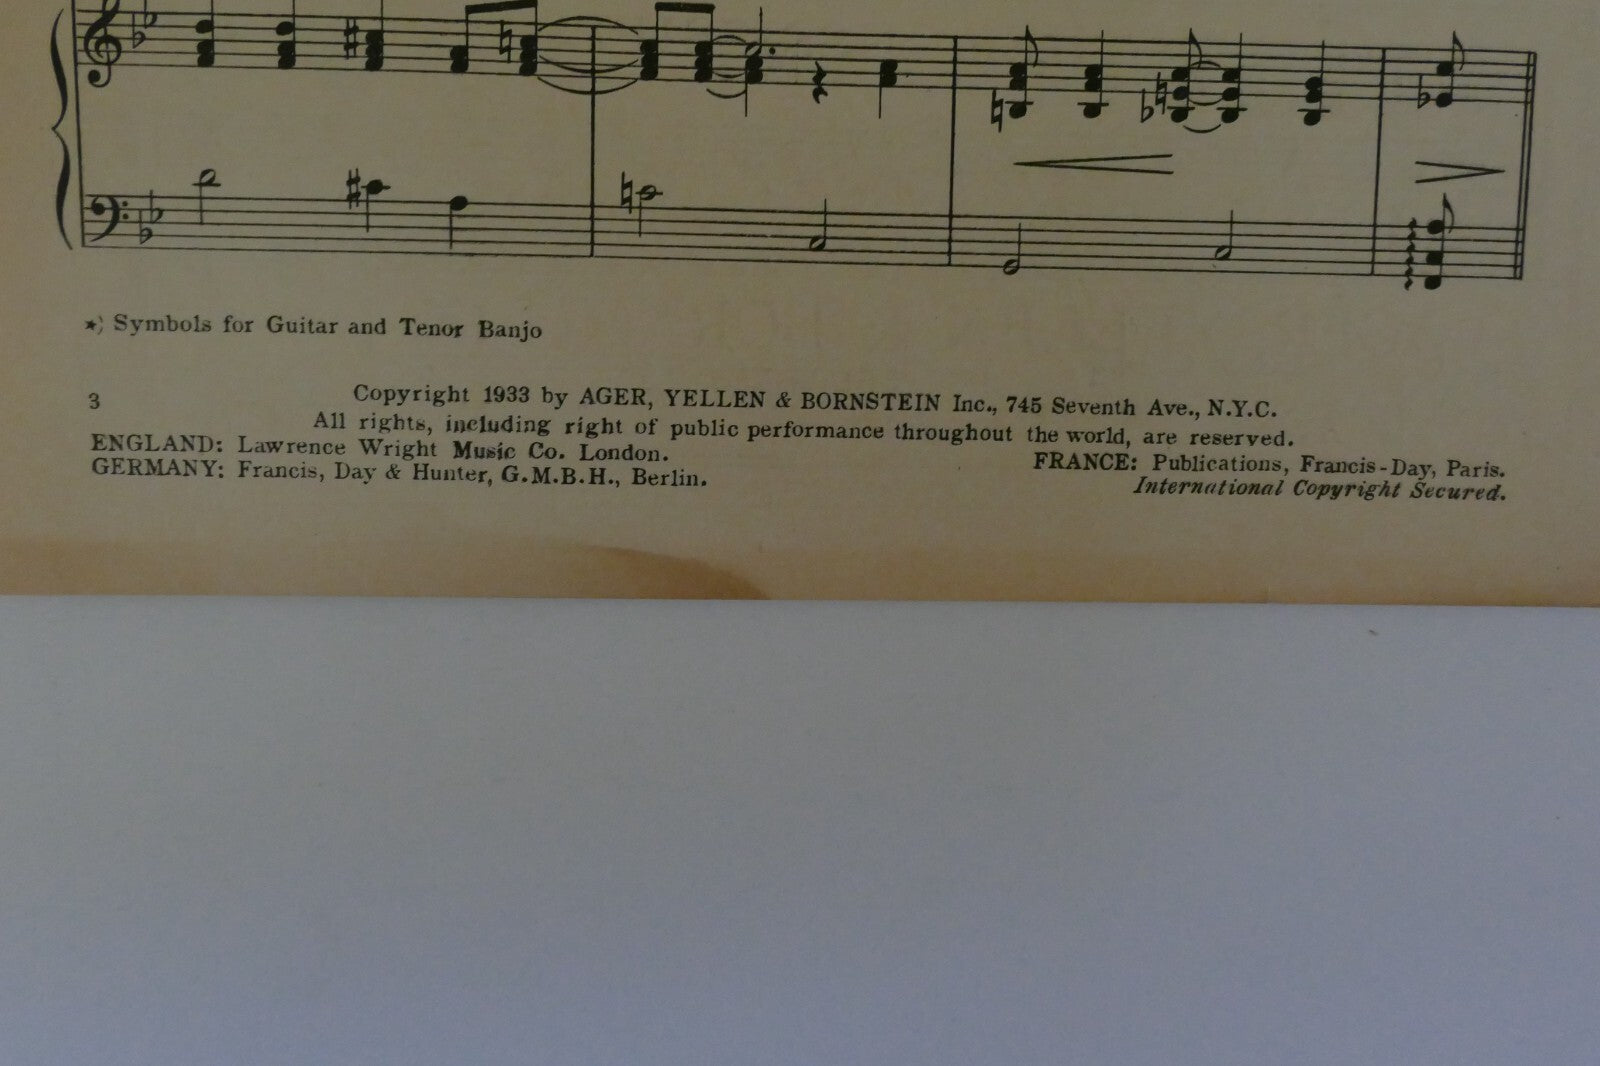 *) Symbols for Guitar and Tenor Banjo
3
Copyright 1933 by AGER, YELLEN & BORNSTEIN Inc., 745 Seventh Ave., N.Y.C.
All rights, including right of public performance throughout the world, are reserved.
ENGLAND: Lawrence Wright Music Co. London.
GERMANY: Francis, Day & Hunter, G.M.B.H., Berlin.
FRANCE: Publications, Francis-Day, Paris.
International Copyright Secured.